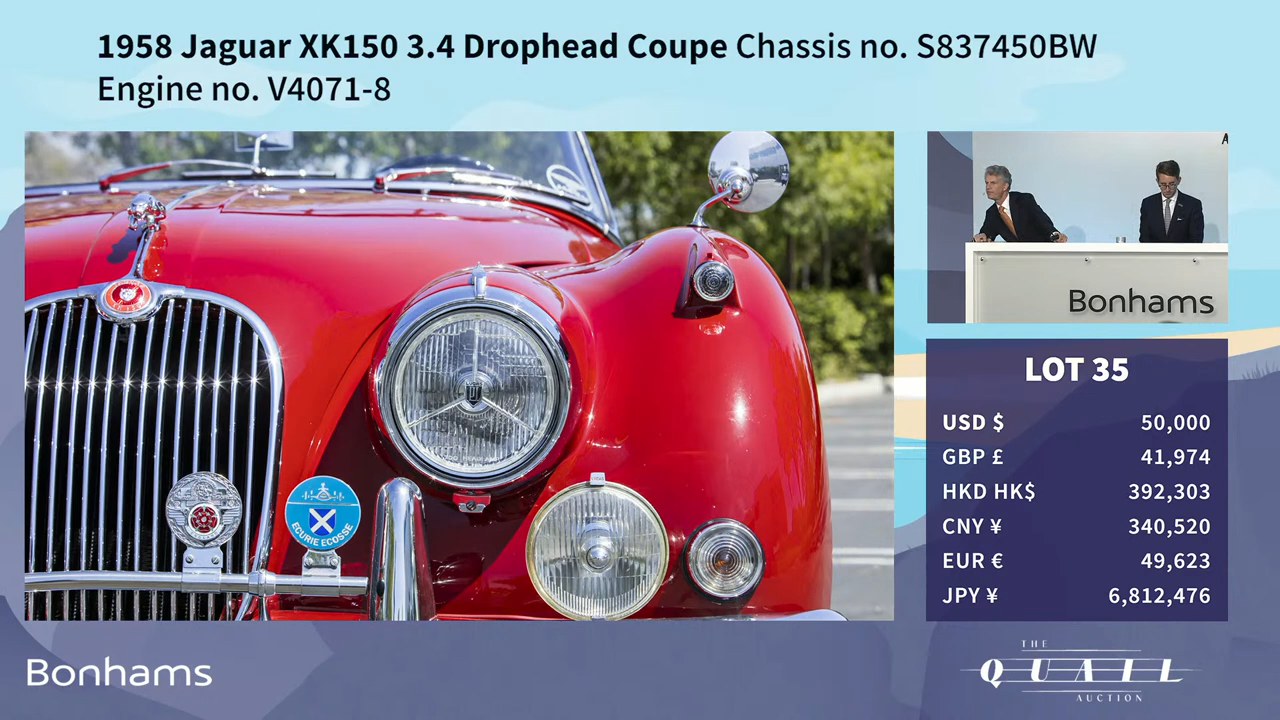 1958 Jaguar XK150 3.4 Drophead Coupe Chassis no. S837450BW
Engine no. V4071-8
ECURIE ECOSSE
A
Bonhams
LOT 35
USD $ 50,000
GBP £ 41,974
HKD HK$ 392,303
CNY ¥ 340,520
EUR € 49,623
JPY ¥ 6,812,476
Bonhams
THE
QUAIL
AUCTION